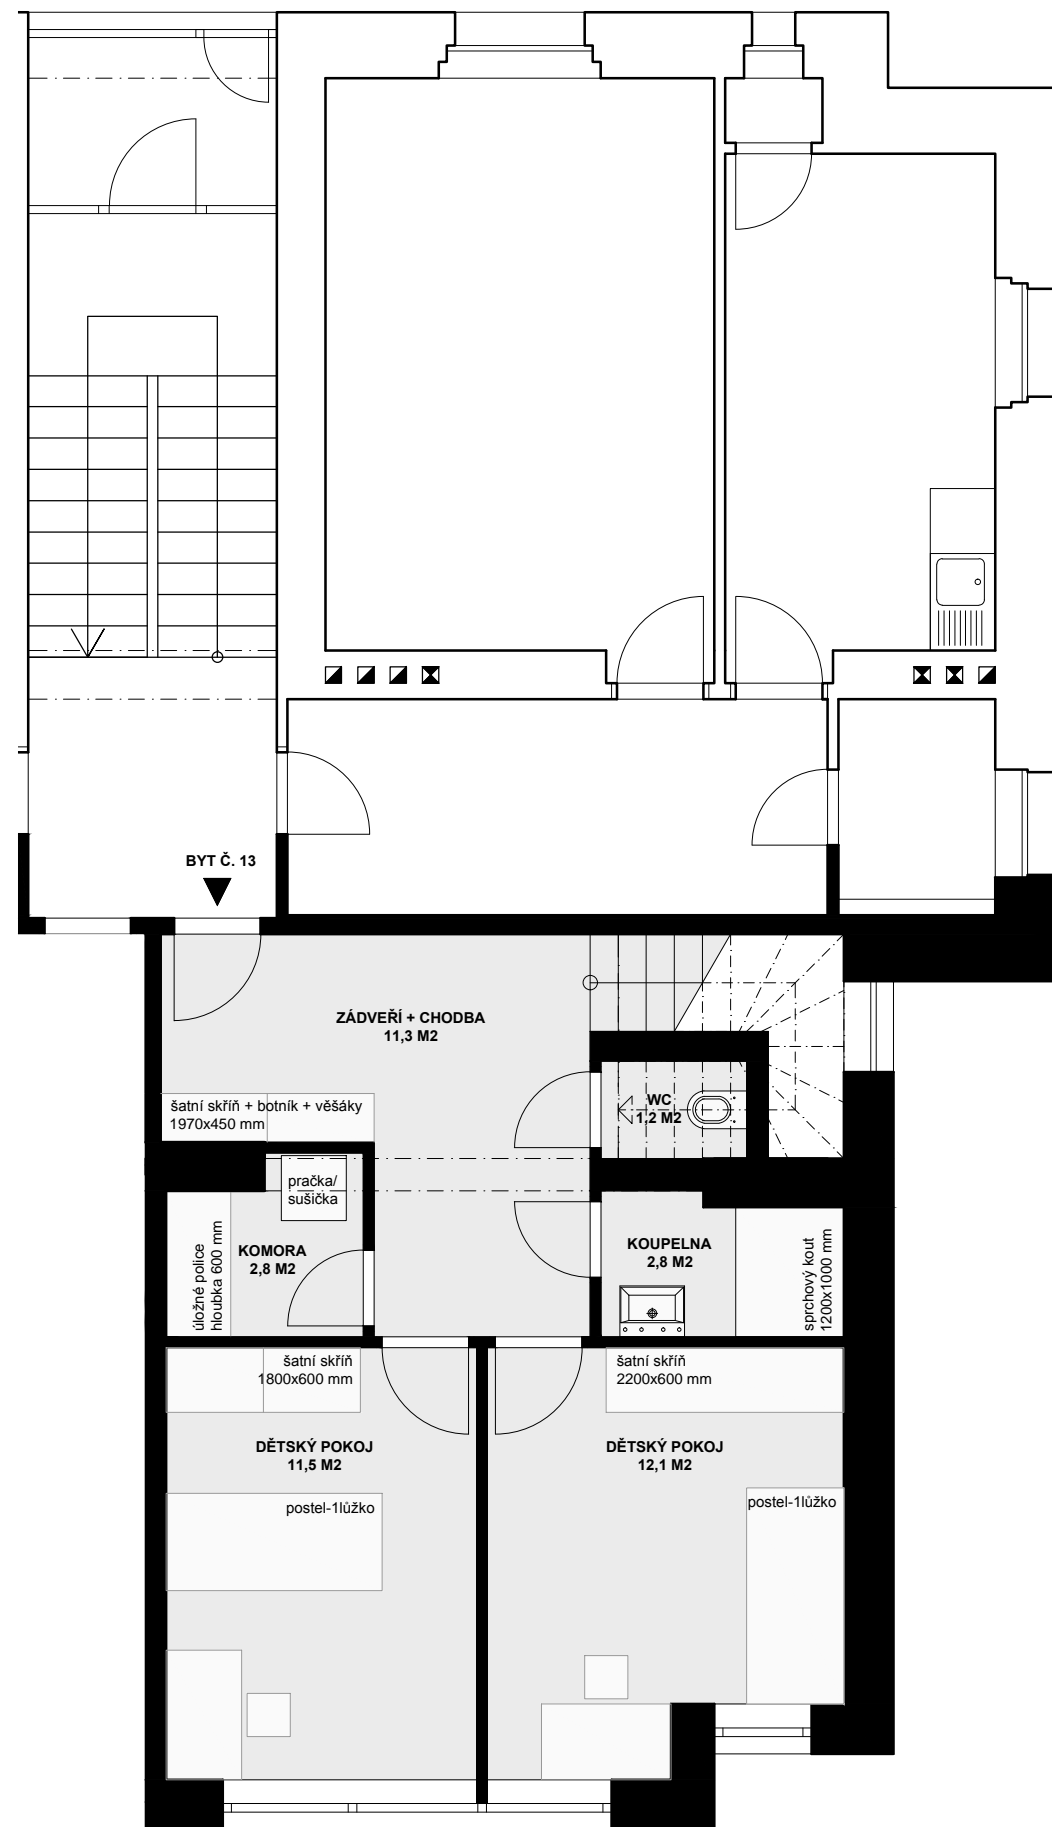 BYT Č. 13
ZÁDVEŘÍ + CHODBA
11,3 M2
šatní skříň + botník + věšáky
1970x450 mm
WC
1,2 M2
pračka/
sušička
úložné police
hloubka 600 mm
KOMORA
2,8 M2
KOUPELNA
2,8 M2
sprchový kout
1200x1000 mm
šatní skříň
1800x600 mm
šatní skříň
2200x600 mm
DĚTSKÝ POKOJ
11,5 M2
DĚTSKÝ POKOJ
12,1 M2
postel-1lůžko
postel-1lůžko